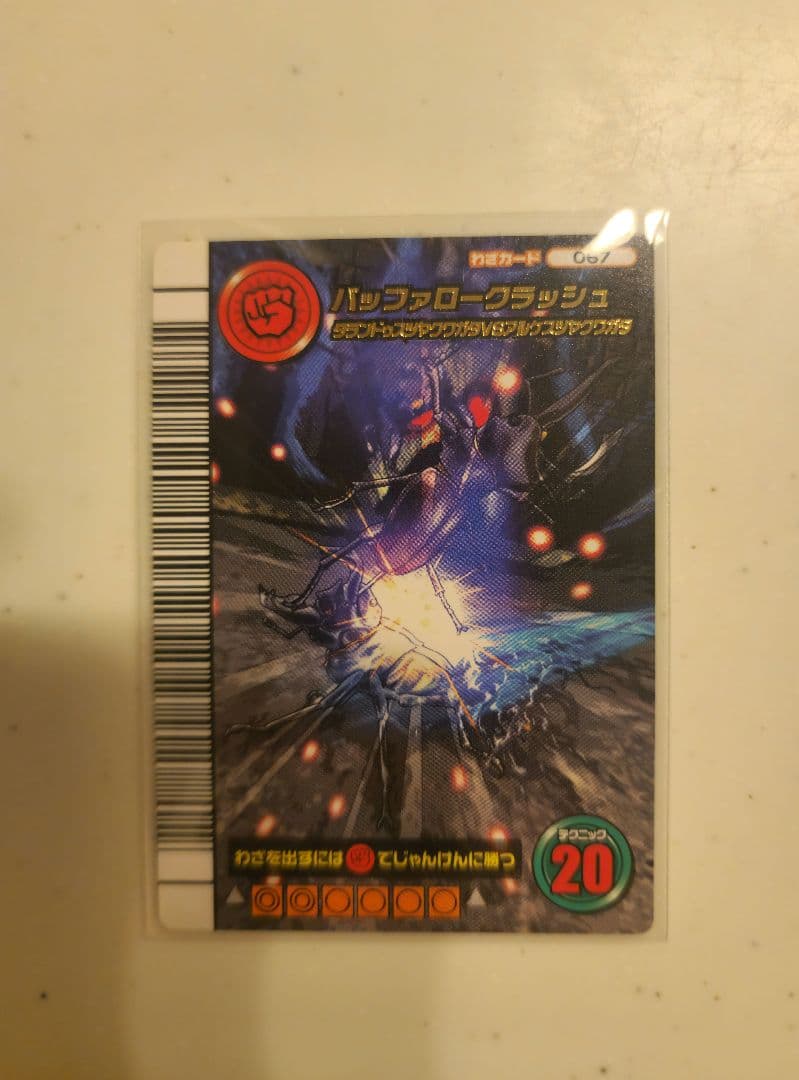 わざカード 067
バッファロークラッシュ
タランドゥスツヤクワガタVSアルケスツヤクワガタ
わざを出すには でじゃんけんに勝つ
テクニック
20